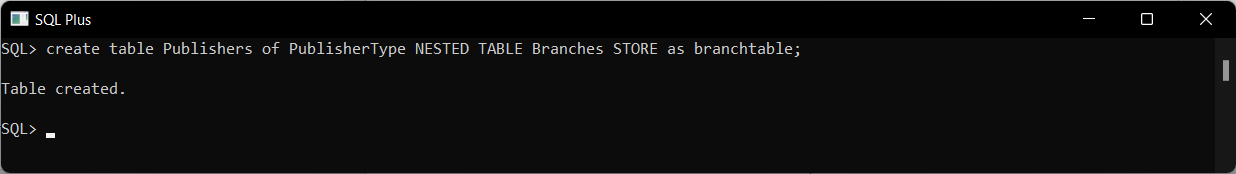 SQL Plus
SQL> create table Publishers of PublisherType NESTED TABLE Branches STORE as branchtable;
Table created.
SQL>